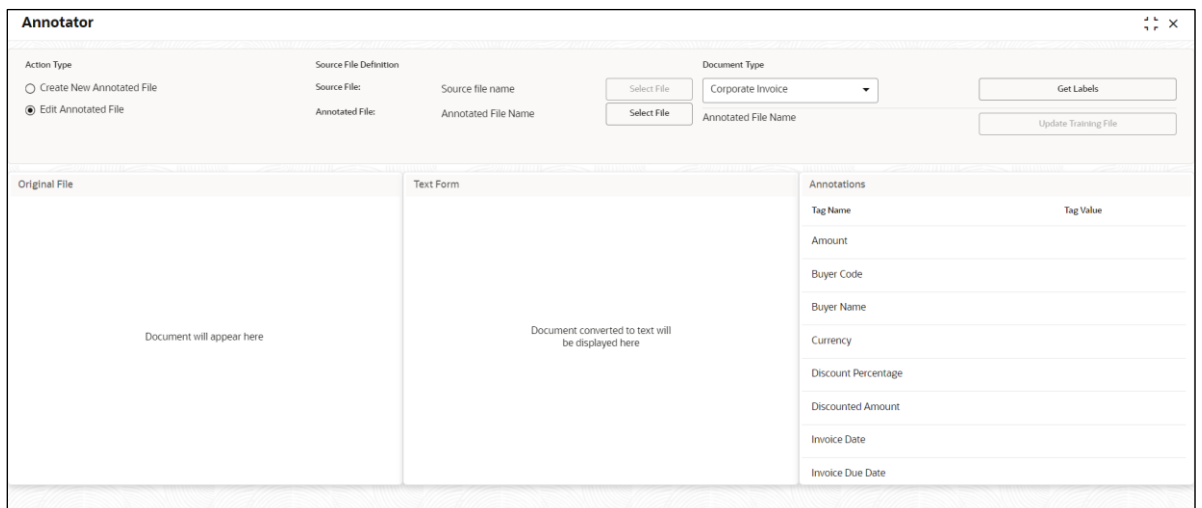 Annotator
Action Type
Create New Annotated File
Edit Annotated File
Source File Definition
Source File: Source file name Select File
Annotated File: Annotated File Name Select File
Document Type
Corporate Invoice
Annotated File Name
Get Labels
Update Training File
Original File
Document will appear here
Text Form
Document converted to text will
be displayed here
Annotations
Tag Name Tag Value
Amount
Buyer Code
Buyer Name
Currency
Discount Percentage
Discounted Amount
Invoice Date
Invoice Due Date